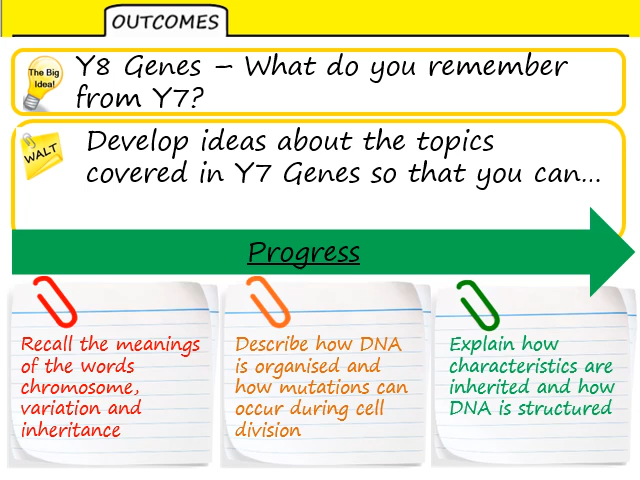 OUTCOMES
The Big
Idea!
Y8 Genes – What do you remember
from Y7?
WALT
Develop ideas about the topics
covered in Y7 Genes so that you can...
Progress
Recall the meanings
of the words
chromosome,
variation and
inheritance
Describe how DNA
is organised and
how mutations can
occur during cell
division
Explain how
characteristics are
inherited and how
DNA is structured